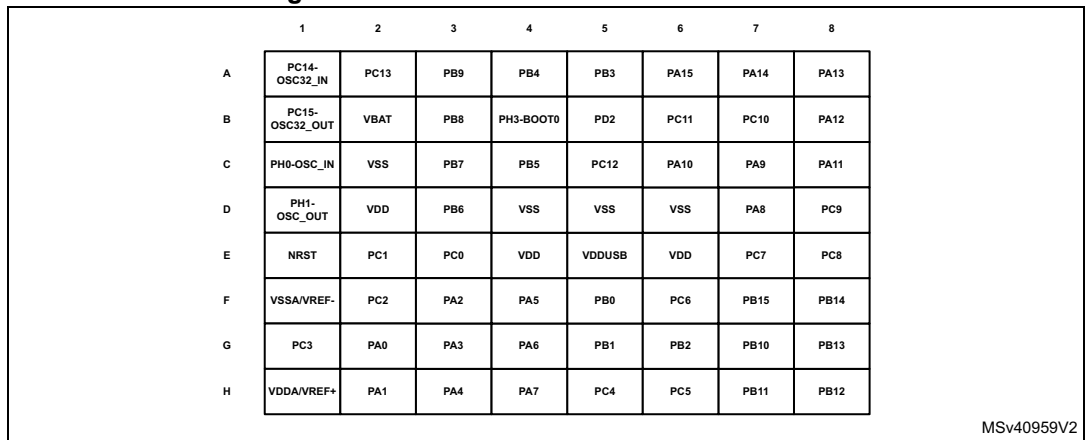 1 2 3 4 5 6 7 8
A PC14-OSC32_IN PC13 PB9 PB4 PB3 PA15 PA14 PA13
B PC15-OSC32_OUT VBAT PB8 PH3-BOOT0 PD2 PC11 PC10 PA12
C PH0-OSC_IN VSS PB7 PB5 PC12 PA10 PA9 PA11
D PH1-OSC_OUT VDD PB6 VSS VSS VSS PA8 PC9
E NRST PC1 PC0 VDD VDDUSB VDD PC7 PC8
F VSSA/VREF- PC2 PA2 PA5 PB0 PC6 PB15 PB14
G PC3 PA0 PA3 PA6 PB1 PB2 PB10 PB13
H VDDA/VREF+ PA1 PA4 PA7 PC4 PC5 PB11 PB12
MSv40959V2